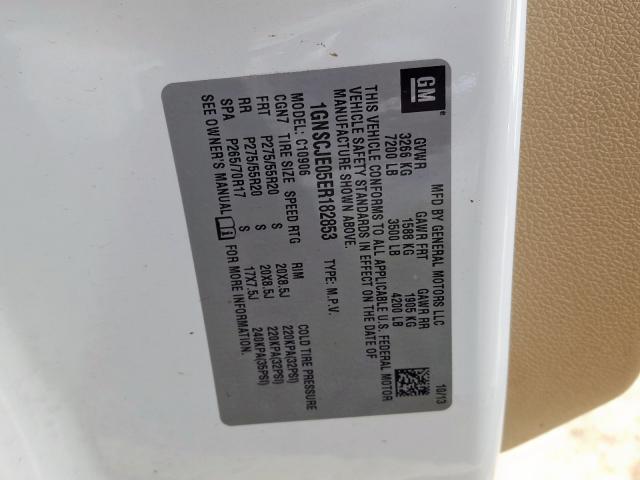 GM
MFD BY GENERAL MOTORS LLC
10/13
GVWR GAWR FRT GAWR RR
3266 KG 1588 KG 1905 KG
7200 LB 3500 LB 4200 LB
THIS VEHICLE CONFORMS TO ALL APPLICABLE U.S. FEDERAL MOTOR
VEHICLE SAFETY STANDARDS IN EFFECT ON THE DATE OF
MANUFACTURE SHOWN ABOVE.
1GNSCJE05ER182853 TYPE: M.P.V.
MODEL: C10906
CGN7 TIRE SIZE SPEED RTG RIM COLD TIRE PRESSURE
FRT P275/55R20 S 20X8.5J 220KPA(32PSI)
RR P275/55R20 S 20X8.5J 220KPA(32PSI)
SPA P265/70R17 S 17X7.5J 240KPA(35PSI)
SEE OWNER'S MANUAL FOR MORE INFORMATION.